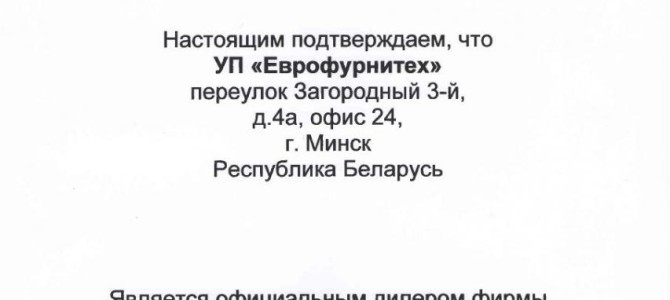 Настоящим подтверждаем, что
УП «Еврофурнитех»
переулок Загородный 3-й,
д.4а, офис 24,
г. Минск
Республика Беларусь
Является официальным дилером фирмы